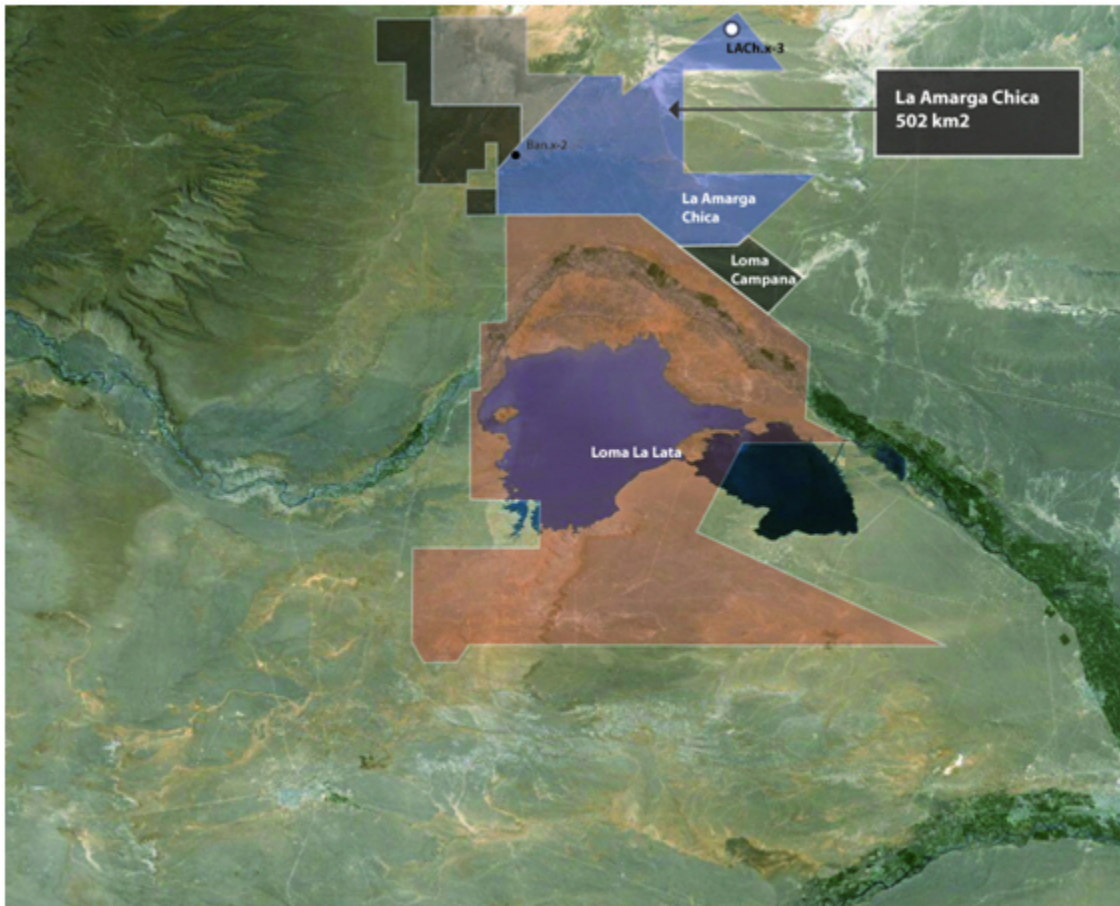 LACh.x-3
La Amarga Chica
502 km2
Ban.x-2
La Amarga
Chica
Loma
Campana
Loma La Lata